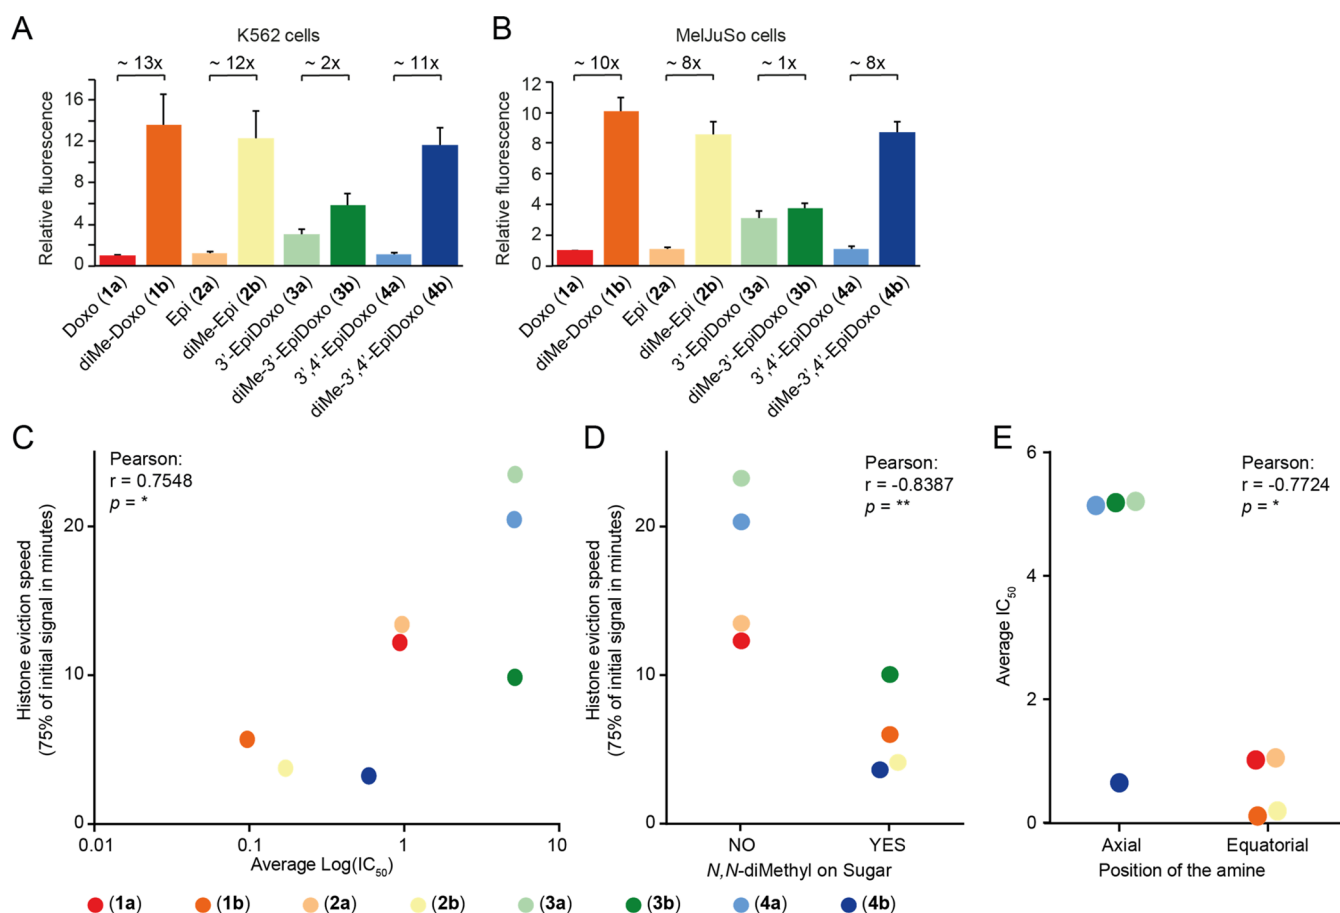 A
K562 cells
~ 13x
~ 12x
~ 2x
~ 11x
Relative fluorescence
16
12
8
4
0
Doxo (1a)
diMe-Doxo (1b)
Epi (2a)
diMe-Epi (2b)
3'-EpiDoxo (3a)
diMe-3'-EpiDoxo (3b)
3',4'-EpiDoxo (4a)
diMe-3',4'-EpiDoxo (4b)
B
MelJuSo cells
~ 10x
~ 8x
~ 1x
~ 8x
Relative fluorescence
12
10
8
6
4
2
0
Doxo (1a)
diMe-Doxo (1b)
Epi (2a)
diMe-Epi (2b)
3'-EpiDoxo (3a)
diMe-3'-EpiDoxo (3b)
3',4'-EpiDoxo (4a)
diMe-3',4'-EpiDoxo (4b)
C
Pearson:
r = 0.7548
p = *
Histone eviction speed
(75% of initial signal in minutes)
20
10
0
0.01
0.1
1
10
Average Log(IC50)
D
Pearson:
r = -0.8387
p = **
Histone eviction speed
(75% of initial signal in minutes)
20
10
0
NO
YES
N,N-diMethyl on Sugar
E
Pearson:
r = -0.7724
p = *
Average IC50
6
4
2
0
Axial
Equatorial
Position of the amine
(1a)
(1b)
(2a)
(2b)
(3a)
(3b)
(4a)
(4b)